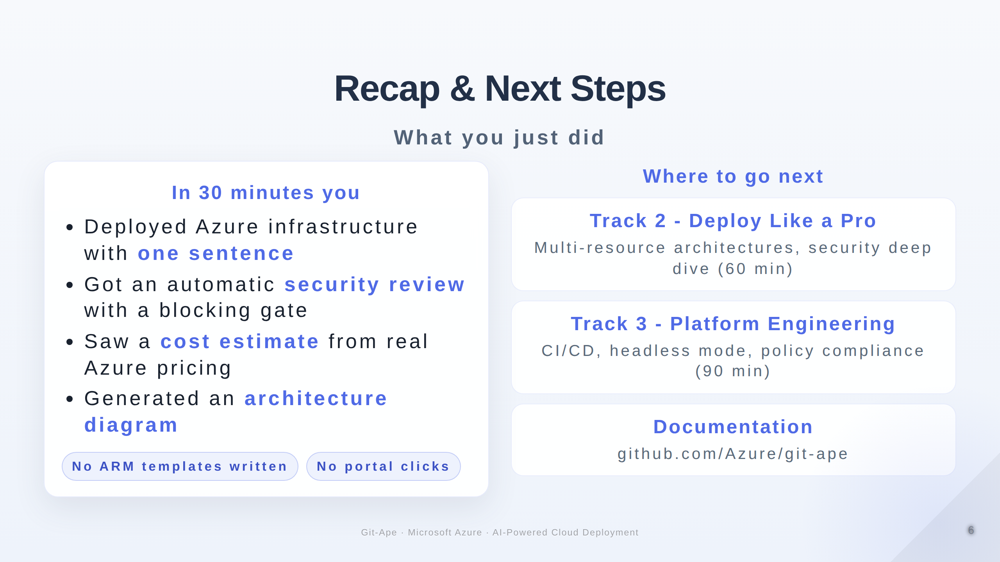 Recap & Next Steps
What you just did
In 30 minutes you
• Deployed Azure infrastructure
with one sentence
• Got an automatic security review
with a blocking gate
• Saw a cost estimate from real
Azure pricing
• Generated an architecture
diagram
No ARM templates written
No portal clicks
Where to go next
Track 2 - Deploy Like a Pro
Multi-resource architectures, security deep
dive (60 min)
Track 3 - Platform Engineering
CI/CD, headless mode, policy compliance
(90 min)
Documentation
github.com/Azure/git-ape
Git-Ape · Microsoft Azure · AI-Powered Cloud Deployment
6